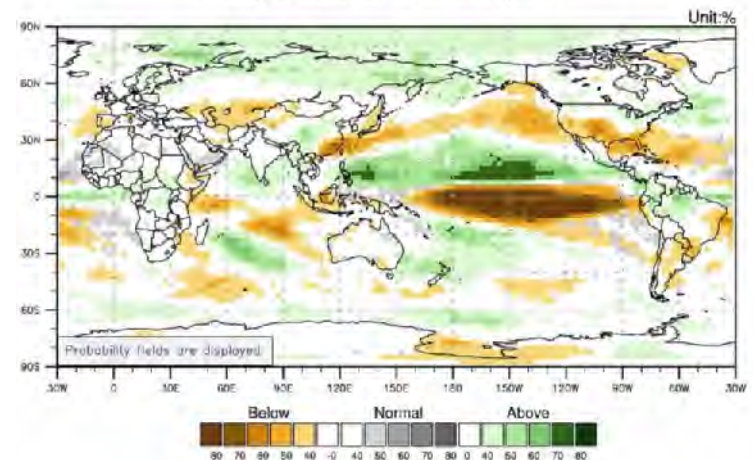 Unit:%
90N
60N
30N
0
30S
60S
90S
Probability fields are displayed
30W 0 30E 60E 90E 120E 150E 180 150W 120W 90W 60W 30W
Below Normal Above
80 70 60 50 40 -0 40 50 60 70 80 0 40 50 60 70 80